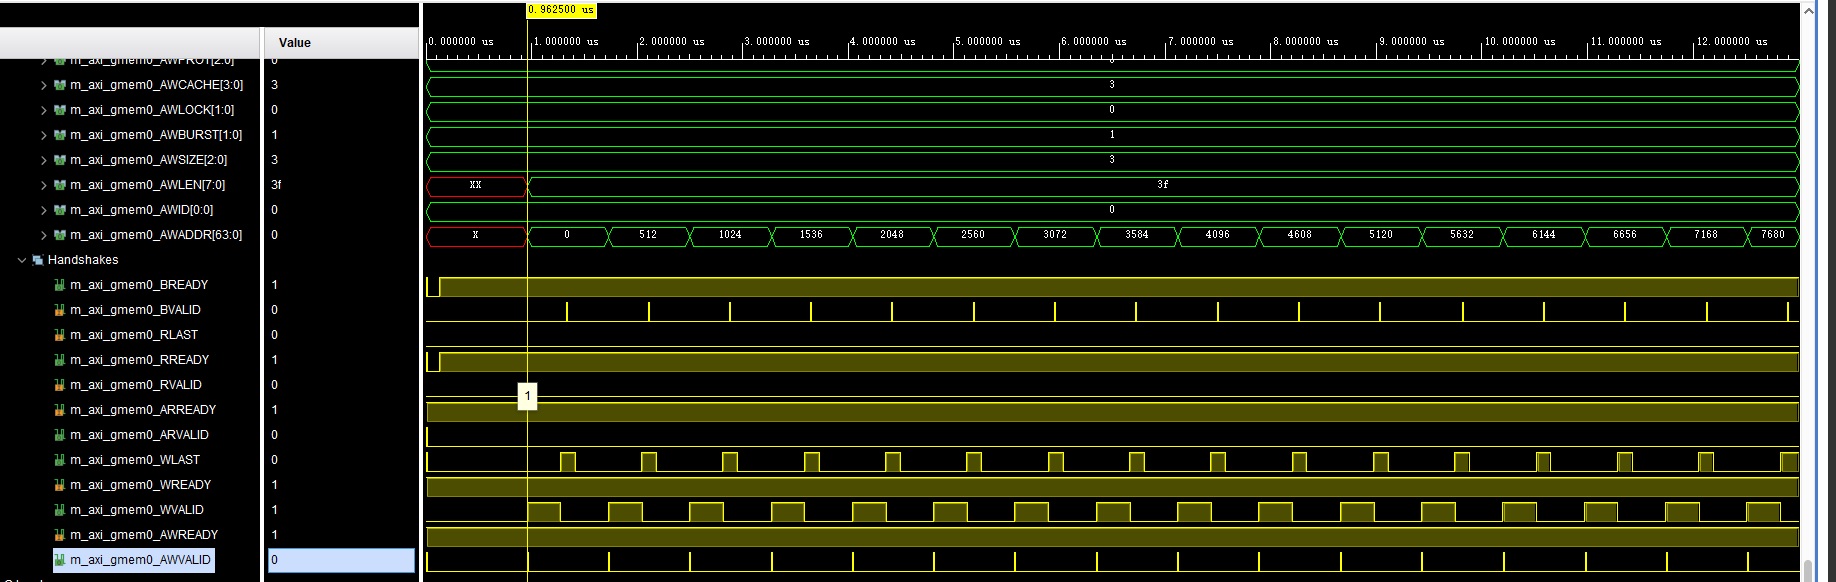 0.962500 us
Value
0.000000 us 1.000000 us 2.000000 us 3.000000 us 4.000000 us 5.000000 us 6.000000 us 7.000000 us 8.000000 us 9.000000 us 10.000000 us 11.000000 us 12.000000 us
m_axi_gmem0_AWPROT[2:0] 0 0
m_axi_gmem0_AWCACHE[3:0] 3 3
m_axi_gmem0_AWLOCK[1:0] 0 0
m_axi_gmem0_AWBURST[1:0] 1 1
m_axi_gmem0_AWSIZE[2:0] 3 3
m_axi_gmem0_AWLEN[7:0] 3f XX 3f
m_axi_gmem0_AWID[0:0] 0 0
m_axi_gmem0_AWADDR[63:0] 0 X 0 512 1024 1536 2048 2560 3072 3584 4096 4608 5120 5632 6144 6656 7168 7680
Handshakes
m_axi_gmem0_BREADY 1
m_axi_gmem0_BVALID 0
m_axi_gmem0_RLAST 0
m_axi_gmem0_RREADY 1
m_axi_gmem0_RVALID 0
1
m_axi_gmem0_ARREADY 1
m_axi_gmem0_ARVALID 0
m_axi_gmem0_WLAST 0
m_axi_gmem0_WREADY 1
m_axi_gmem0_WVALID 1
m_axi_gmem0_AWREADY 1
m_axi_gmem0_AWVALID 0